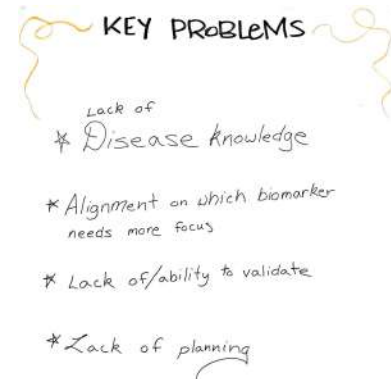 KEY PROBLEMS
Lack of
* Disease knowledge
* Alignment on which biomarker
needs more focus
* Lack of/ability to validate
* Lack of planning